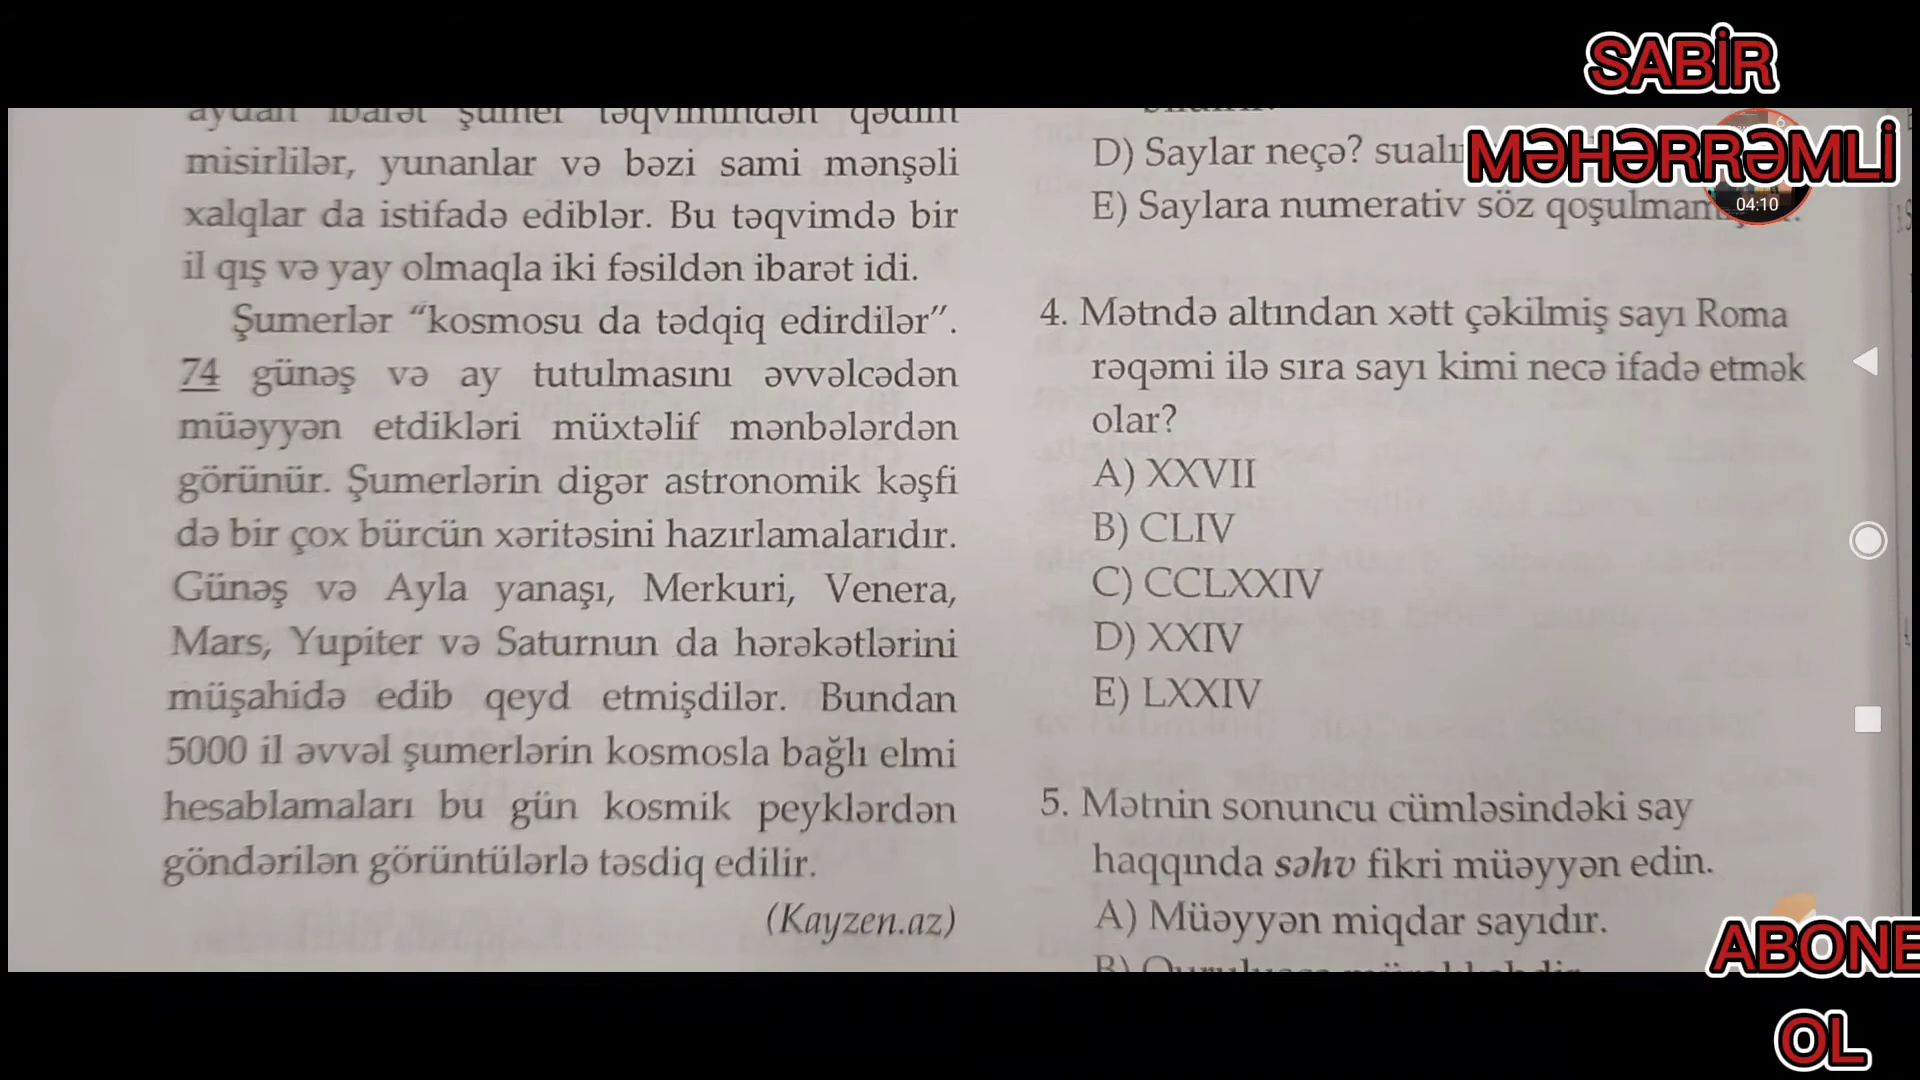 aydan ibarət şumer təqvimindən qədim
misirlilər, yunanlar və bəzi sami mənşəli
xalqlar da istifadə ediblər. Bu təqvimdə bir
il qış və yay olmaqla iki fəsildən ibarət idi.
Şumerlər “kosmosu da tədqiq edirdilər”.
74 günəş və ay tutulmasını əvvəlcədən
müəyyən etdikləri müxtəlif mənbələrdən
görünür. Şumerlərin digər astronomik kəşfi
də bir çox bürcün xəritəsini hazırlamalarıdır.
Günəş və Ayla yanaşı, Merkuri, Venera,
Mars, Yupiter və Saturnun da hərəkətlərini
müşahidə edib qeyd etmişdilər. Bundan
5000 il əvvəl şumerlərin kosmosla bağlı elmi
hesablamaları bu gün kosmik peyklərdən
göndərilən görüntülərlə təsdiq edilir.
(Kayzen.az)
D) Saylar neçə?
E) Saylara numerativ söz
4. Mətndə altından xətt çəkilmiş sayı Roma
rəqəmi ilə sıra sayı kimi necə ifadə etmək
olar?
A) XXVII
B) CLIV
C) CCLXXIV
D) XXIV
E) LXXIV
5. Mətnin sonuncu cümləsindəki say
haqqında səhv fikri müəyyən edin.
A) Müəyyən miqdar sayıdır.
SABİR
MƏHƏRRƏMLİ
04:10
ABONE
OL